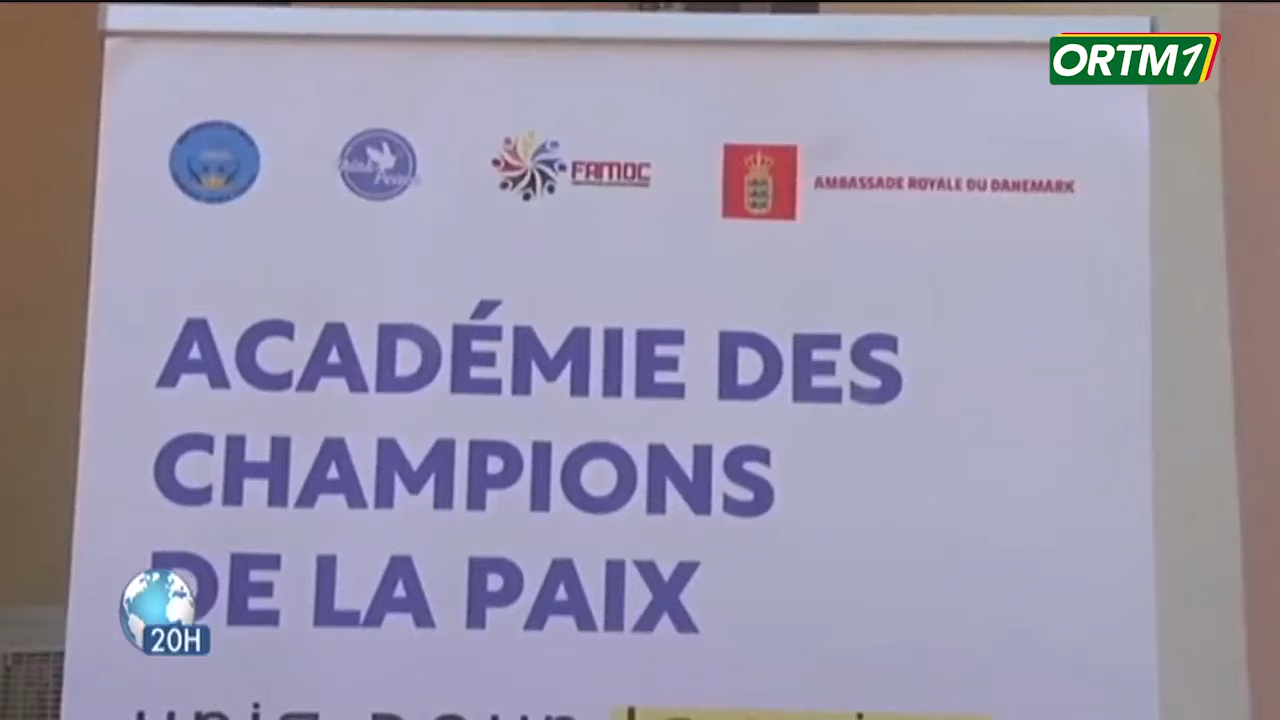 ORTM1
FAMOC
AMBASSADE ROYALE DU DANEMARK
ACADÉMIE DES
CHAMPIONS
DE LA PAIX
20H